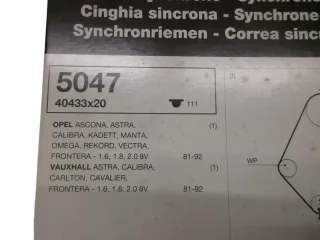 Cinghia sincrona - Synchrone
Synchronriemen - Correa sincr
5047
40433x20
111
OPEL ASCONA, ASTRA, (1)
CALIBRA, KADETT, MANTA,
OMEGA, REKORD, VECTRA,
FRONTERA - 1.6, 1.8, 2.0 8V 81-92
VAUXHALL ASTRA, CALIBRA, (1)
CARLTON, CAVALIER,
FRONTERA - 1.6, 1.8, 2.0 8V 81-92
(1)
WP